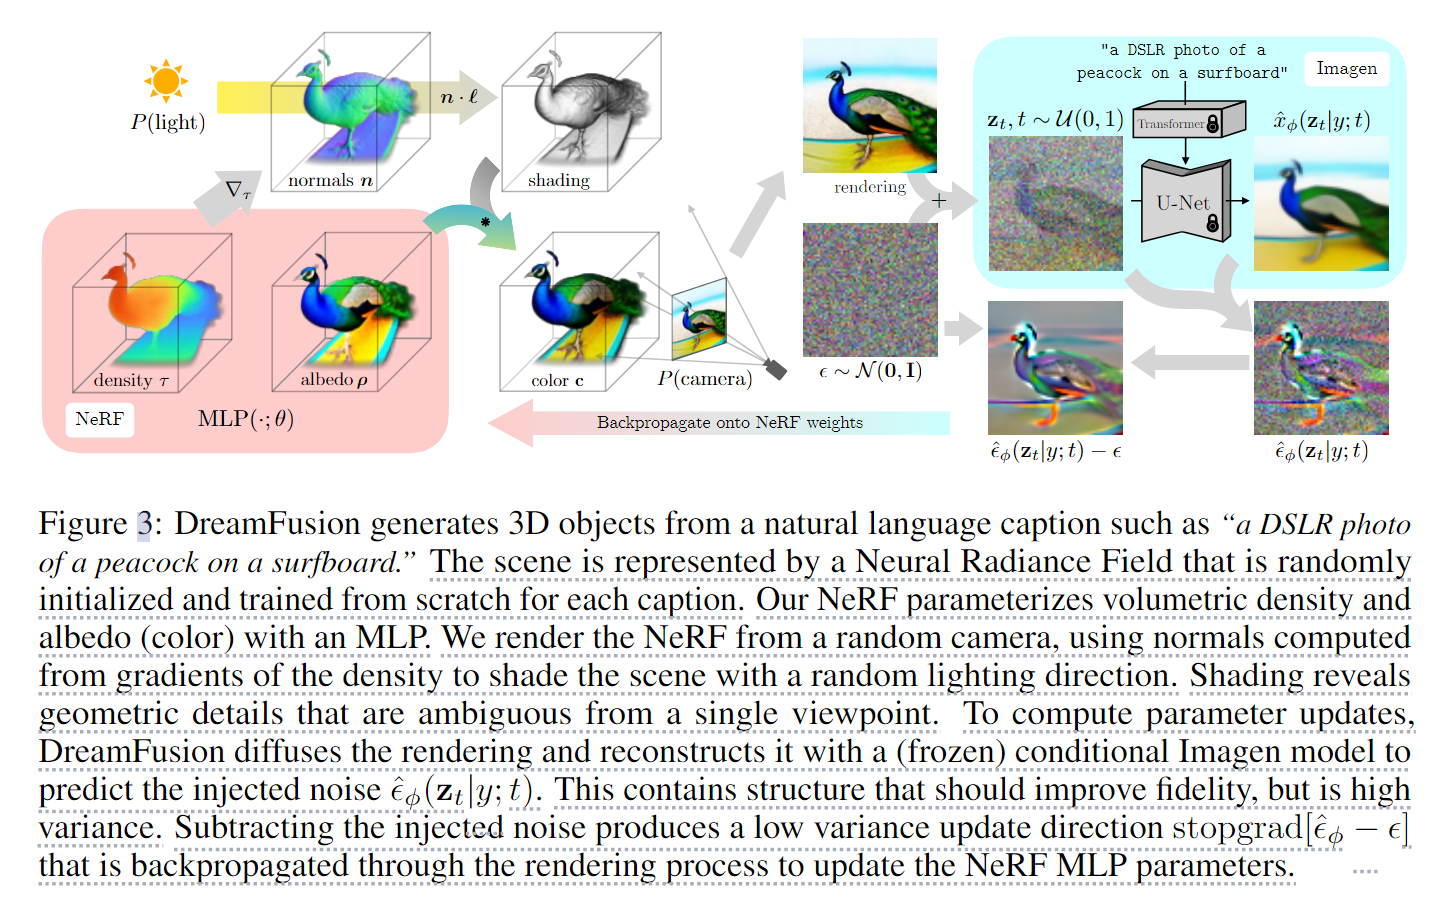 "a DSLR photo of a
peacock on a surfboard"
Imagen
P(light)
n · ℓ
z_t, t ∼ U(0, 1)
Transformer
x̂_ϕ(z_t|y; t)
normals n
shading
rendering
∇_τ
+
U-Net
*
density τ
albedo ρ
color c
P(camera)
ϵ ∼ N(0, I)
NeRF
MLP(·; θ)
Backpropagate onto NeRF weights
ϵ̂_ϕ(z_t|y; t) − ϵ
ϵ̂_ϕ(z_t|y; t)
Figure 3: DreamFusion generates 3D objects from a natural language caption such as “a DSLR photo
of a peacock on a surfboard.” The scene is represented by a Neural Radiance Field that is randomly
initialized and trained from scratch for each caption. Our NeRF parameterizes volumetric density and
albedo (color) with an MLP. We render the NeRF from a random camera, using normals computed
from gradients of the density to shade the scene with a random lighting direction. Shading reveals
geometric details that are ambiguous from a single viewpoint. To compute parameter updates,
DreamFusion diffuses the rendering and reconstructs it with a (frozen) conditional Imagen model to
predict the injected noise ϵ̂_ϕ(z_t|y; t). This contains structure that should improve fidelity, but is high
variance. Subtracting the injected noise produces a low variance update direction stopgrad[ϵ̂_ϕ − ϵ]
that is backpropagated through the rendering process to update the NeRF MLP parameters.